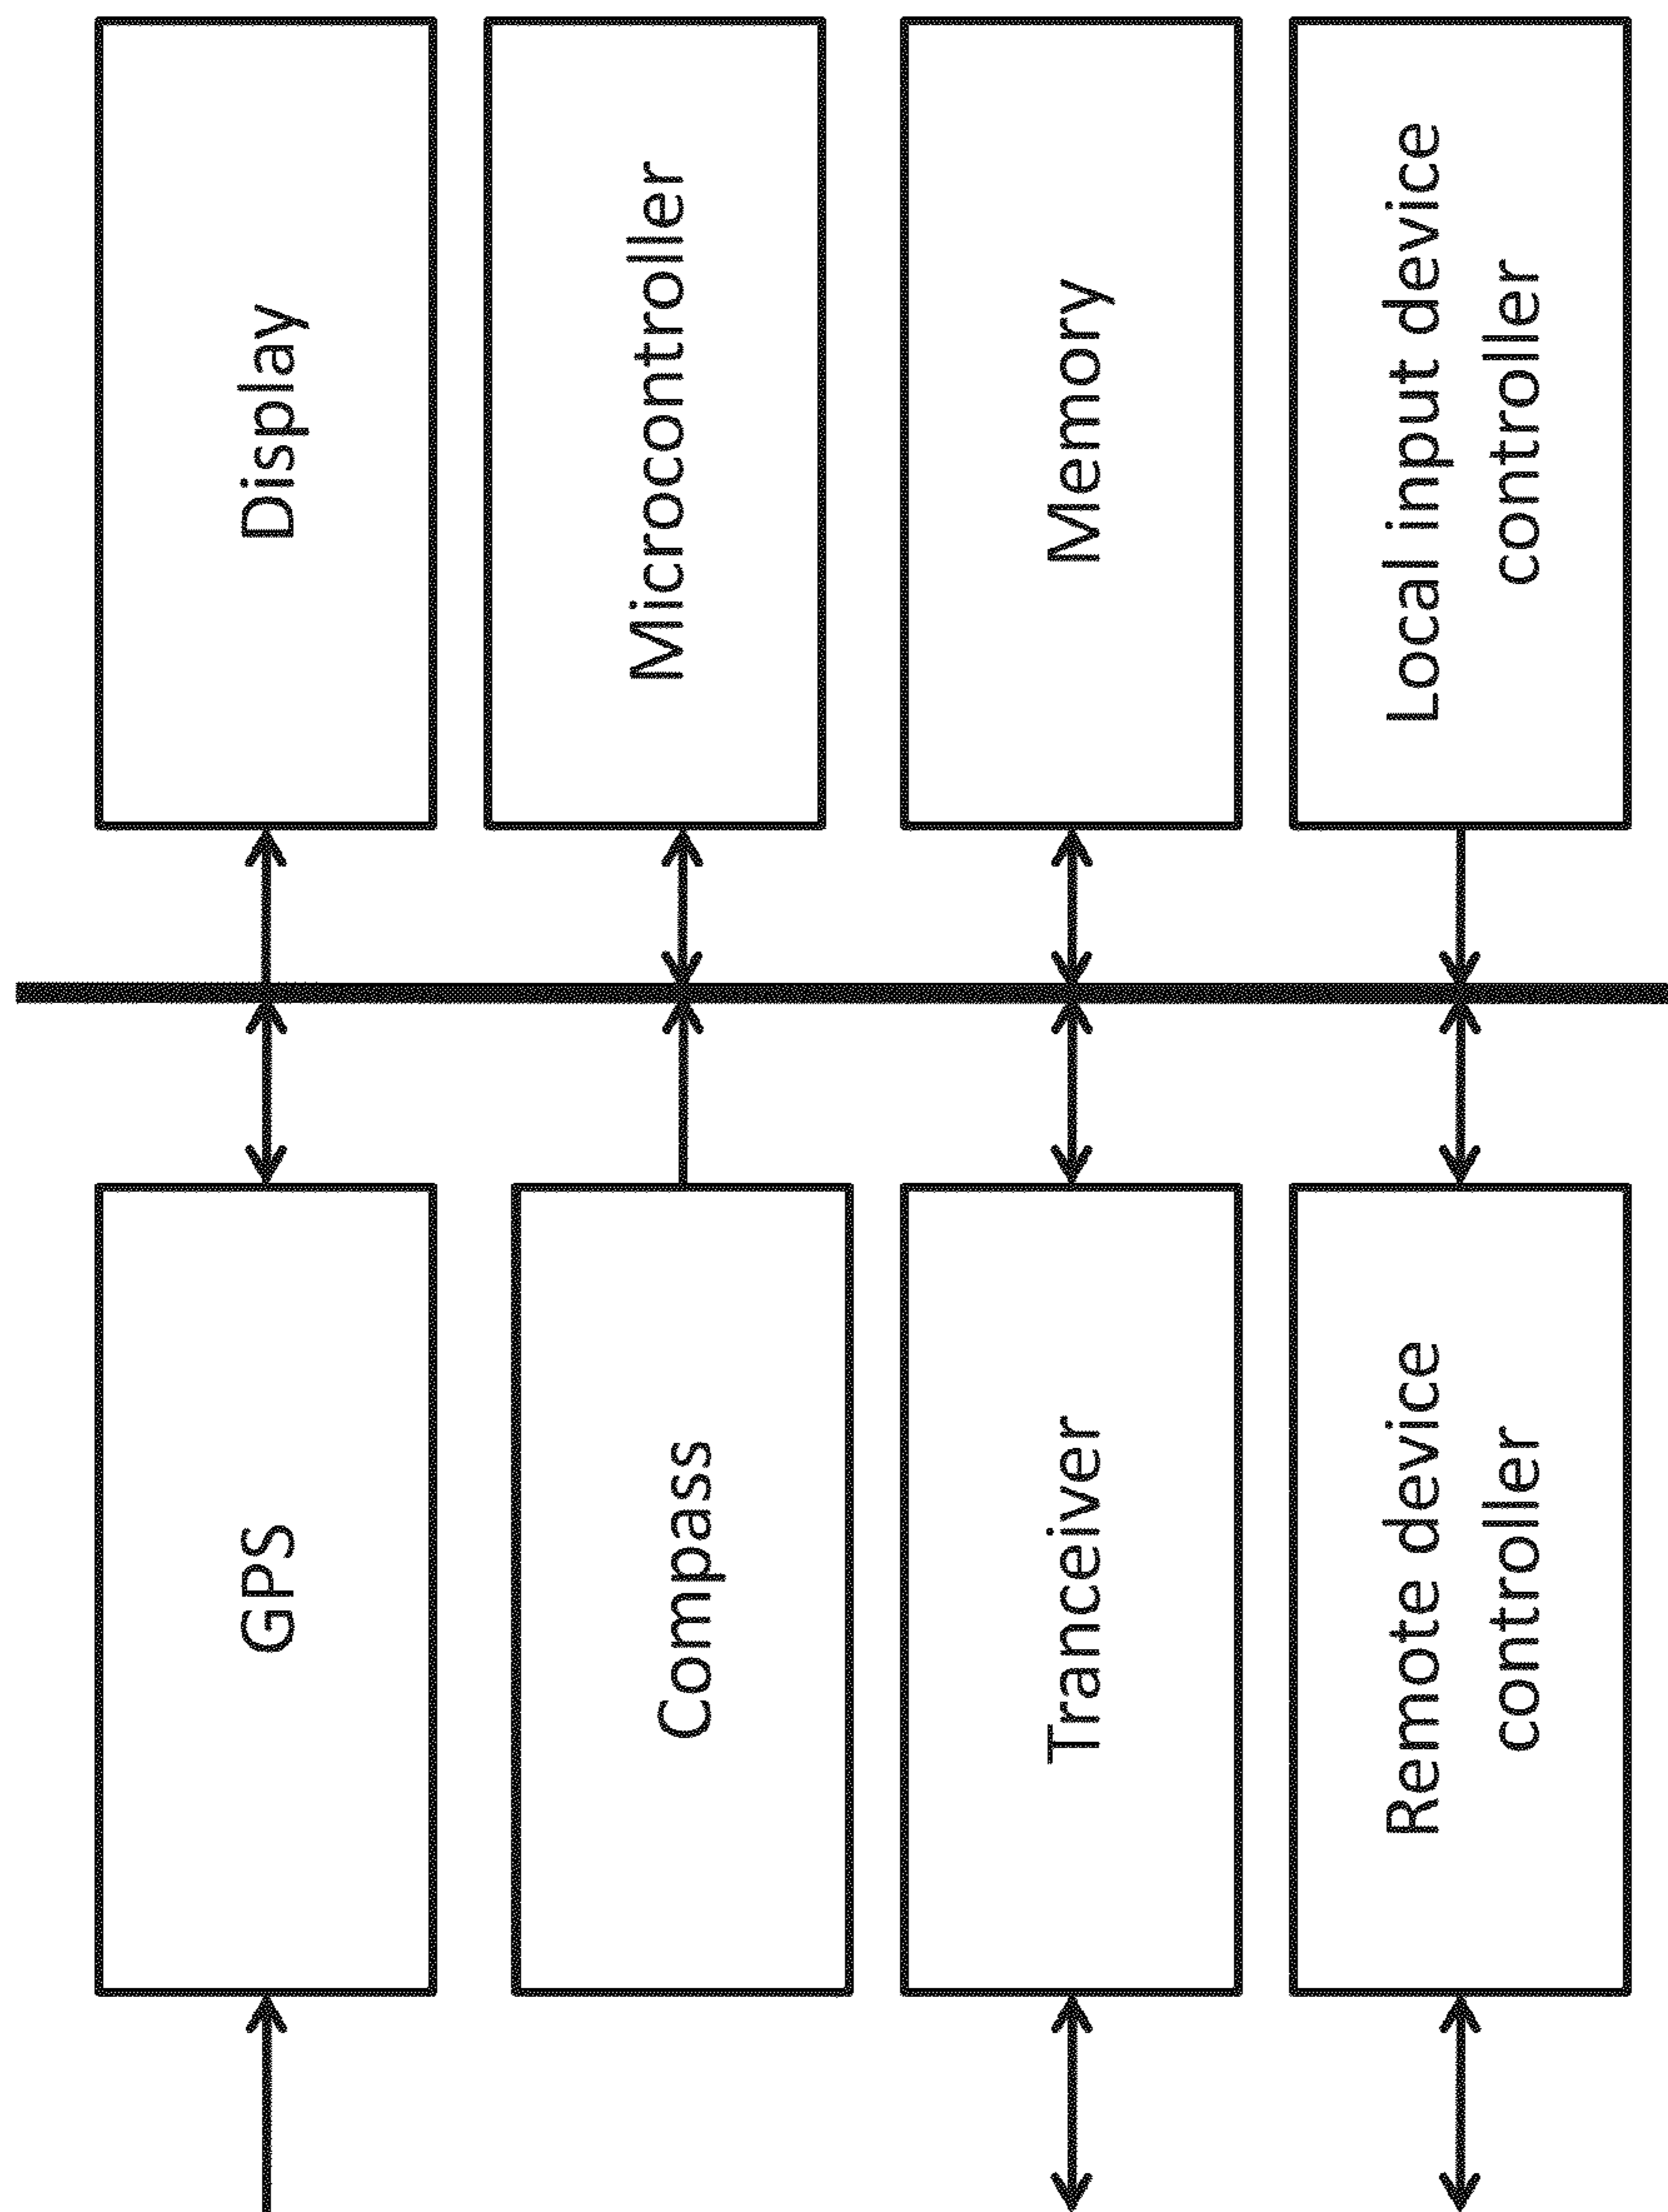 GPS
Display
Compass
Microcontroller
Tranceiver
Memory
Remote device
controller
Local input device
controller